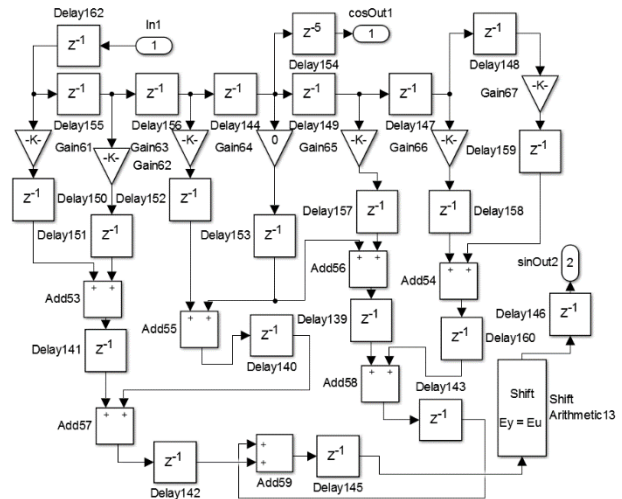 Delay162
In1
cosOut1
z-1
1
z-5
1
z-1
Delay154
Delay148
Gain67
z-1
z-1
z-1
z-1
z-1
-K-
Delay155
Delay156
Delay144
Delay149
Delay147
Gain61
Gain63
Gain62
Gain64
Gain65
Gain66
Delay159
-K-
-K-
-K-
0
-K-
-K-
z-1
z-1
z-1
z-1
z-1
Delay150
Delay152
Delay157
Delay158
Delay151
z-1
Delay153
z-1
sinOut2
2
Add53
+ +
Add56
+ +
Add54
+ +
Add55
+ +
Delay139
z-1
Delay146
z-1
Delay141
z-1
z-1
Delay140
z-1
Delay160
Add58
+ +
Delay143
Shift
Ey = Eu
Shift
Arithmetic13
Add57
+ +
z-1
z-1
Delay142
+
+
Add59
z-1
Delay145